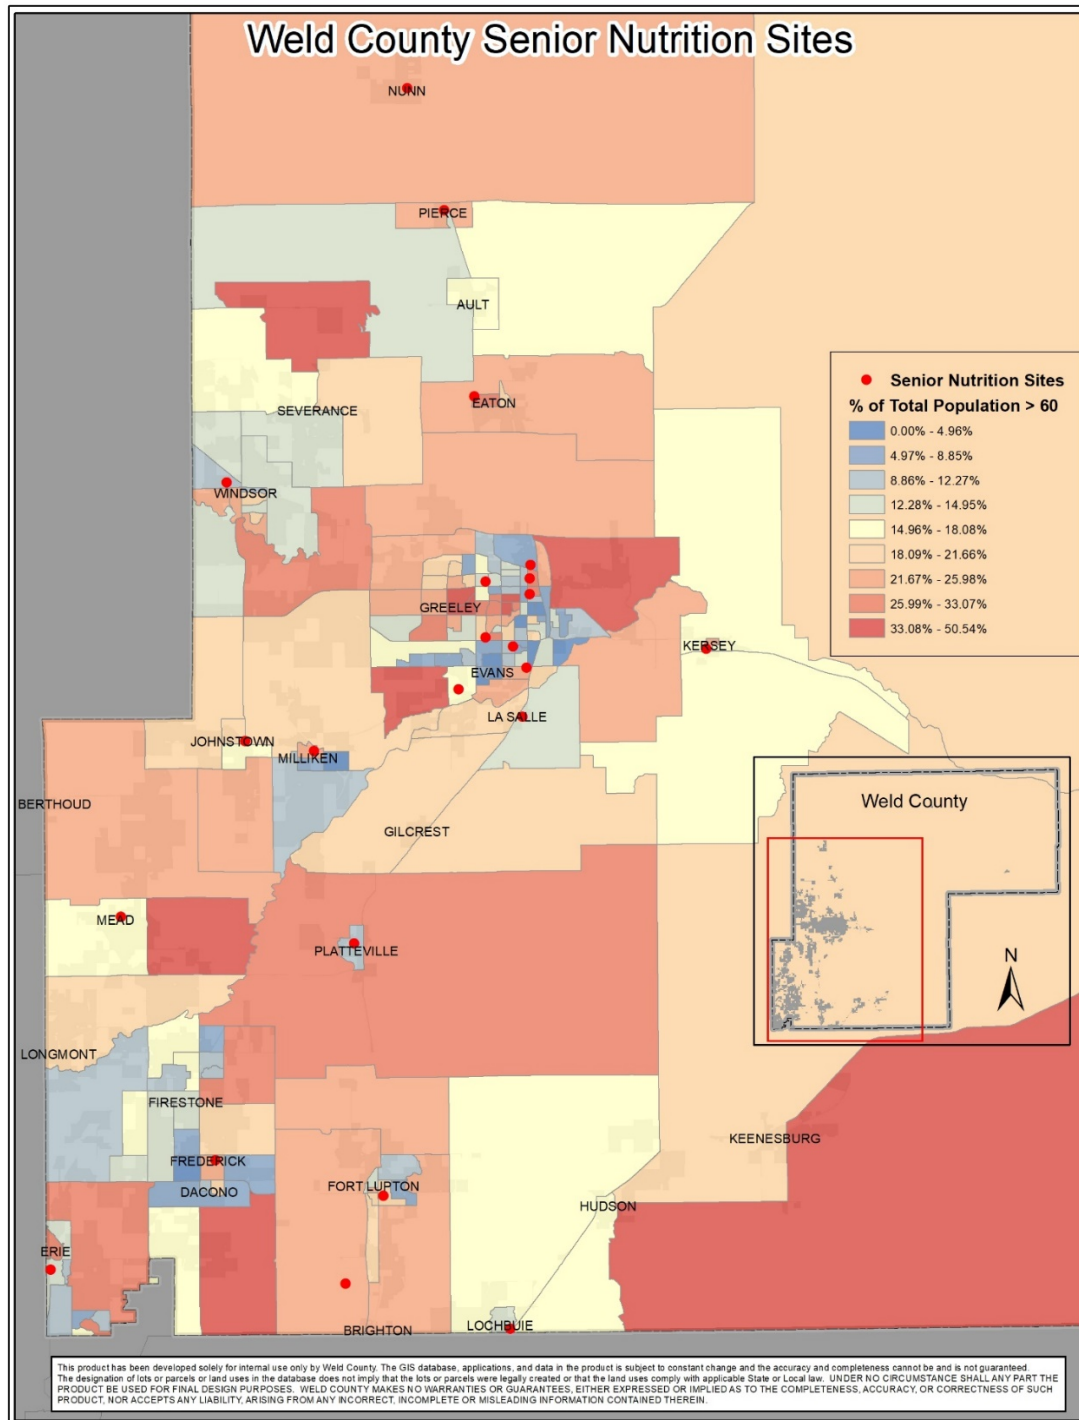 Weld County Senior Nutrition Sites
NUNN
PIERCE
AULT
Senior Nutrition Sites
% of Total Population > 60
0.00% - 4.96%
4.97% - 8.85%
8.86% - 12.27%
12.28% - 14.95%
14.96% - 18.08%
18.09% - 21.66%
21.67% - 25.98%
25.99% - 33.07%
33.08% - 50.54%
EATON
SEVERANCE
WINDSOR
GREELEY
KERSEY
EVANS
LA SALLE
JOHNSTOWN
MILLIKEN
BERTHOUD
GILCREST
Weld County
N
MEAD
PLATTEVILLE
LONGMONT
FIRESTONE
KEENESBURG
FREDERICK
DACONO
FORT LUPTON
HUDSON
ERIE
LOCHBUIE
BRIGHTON
This product has been developed solely for internal use only by Weld County. The GIS database, applications, and data in the product is subject to constant change and the accuracy and completeness cannot be and is not guaranteed.
The designation of lots or parcels or land uses in the database does not imply that the lots or parcels were legally created or that the land uses comply with applicable State or Local law. UNDER NO CIRCUMSTANCE SHALL ANY PART THE
PRODUCT BE USED FOR FINAL DESIGN PURPOSES. WELD COUNTY MAKES NO WARRANTIES OR GUARANTEES, EITHER EXPRESSED OR IMPLIED AS TO THE COMPLETENESS, ACCURACY, OR CORRECTNESS OF SUCH
PRODUCT, NOR ACCEPTS ANY LIABILITY, ARISING FROM ANY INCORRECT, INCOMPLETE OR MISLEADING INFORMATION CONTAINED THEREIN.